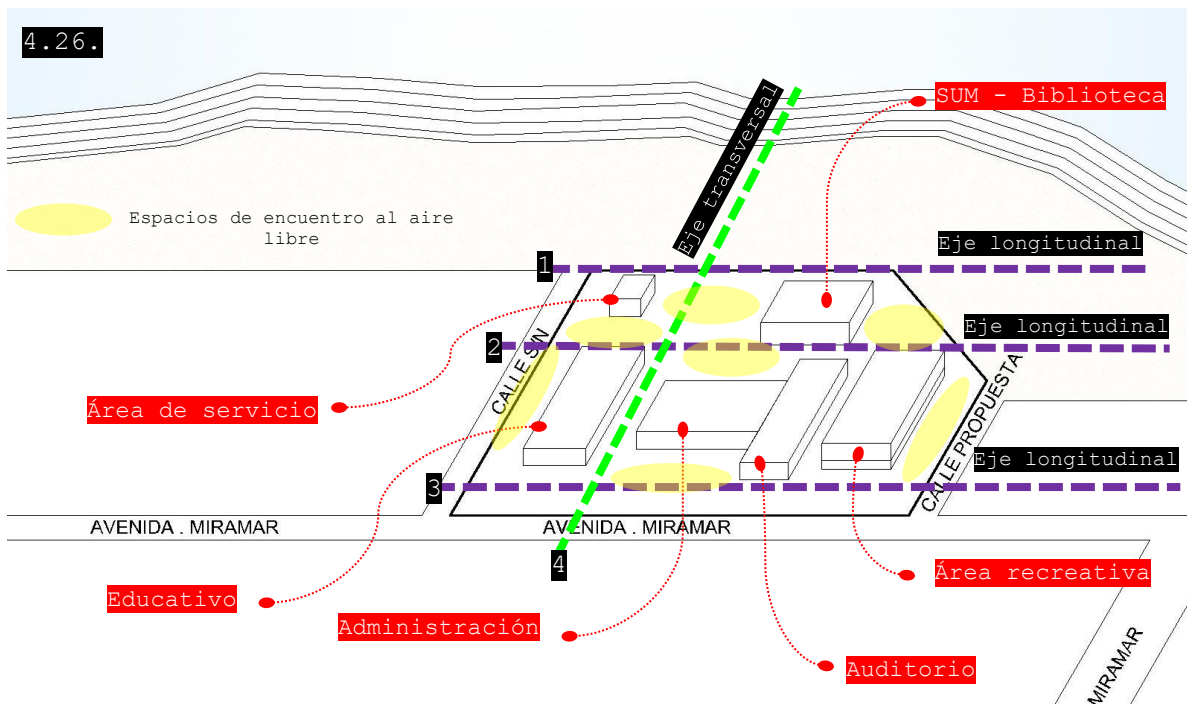 4.26.
SUM - Biblioteca
Eje transversal
Espacios de encuentro al aire
libre
Eje longitudinal
1
Eje longitudinal
2
CALLE S/N
CALLE PROPUESTA
Área de servicio
Eje longitudinal
3
AVENIDA . MIRAMAR
AVENIDA . MIRAMAR
4
Área recreativa
Educativo
Administración
Auditorio
MIRAMAR